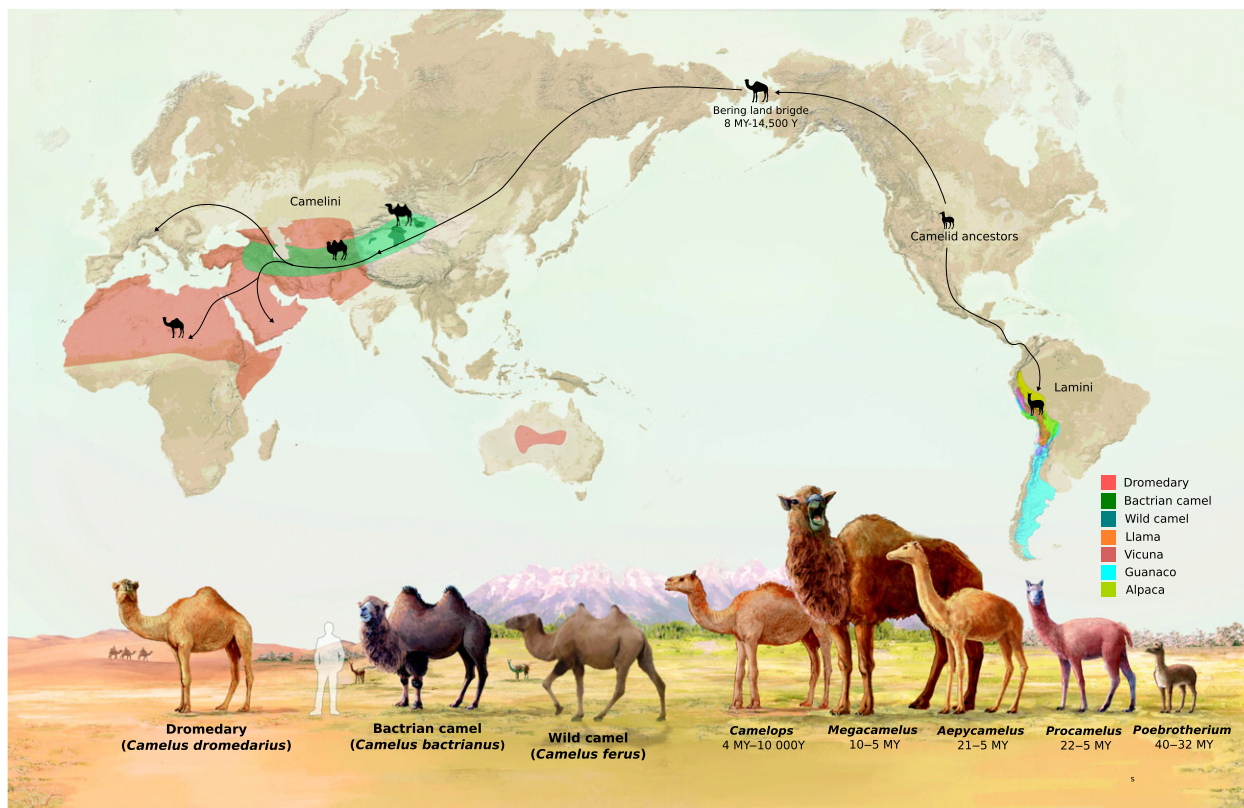 Bering land brigde
8 MY-14,500 Y
Camelini
Camelid ancestors
Lamini
Dromedary
Bactrian camel
Wild camel
Llama
Vicuna
Guanaco
Alpaca
Dromedary
(Camelus dromedarius)
Bactrian camel
(Camelus bactrianus)
Wild camel
(Camelus ferus)
Camelops
4 MY–10 000Y
Megacamelus
10–5 MY
Aepycamelus
21–5 MY
Procamelus
22–5 MY
Poebrotherium
40–32 MY
s